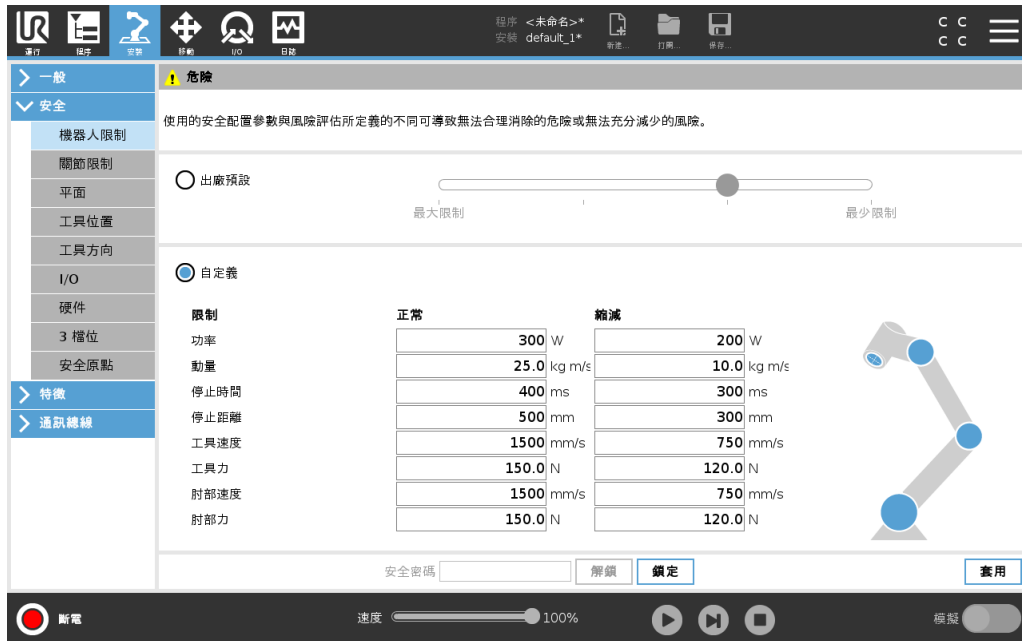 UR
運行 程序 安裝 移動 I/O 日誌
程序 <未命名>*
安裝 default_1*
新建... 打開... 保存...
C C
C C
一般
安全
機器人限制
關節限制
平面
工具位置
工具方向
I/O
硬件
3 檔位
安全原點
特徵
通訊總線
危險
使用的安全配置參數與風險評估所定義的不同可導致無法合理消除的危險或無法充分減少的風險。
出廠預設
最大限制 最少限制
自定義
限制 正常 縮減
功率 300 W 200 W
動量 25.0 kg m/s 10.0 kg m/s
停止時間 400 ms 300 ms
停止距離 500 mm 300 mm
工具速度 1500 mm/s 750 mm/s
工具力 150.0 N 120.0 N
肘部速度 1500 mm/s 750 mm/s
肘部力 150.0 N 120.0 N
安全密碼 解鎖 鎖定 套用
斷電 速度 100% 模擬